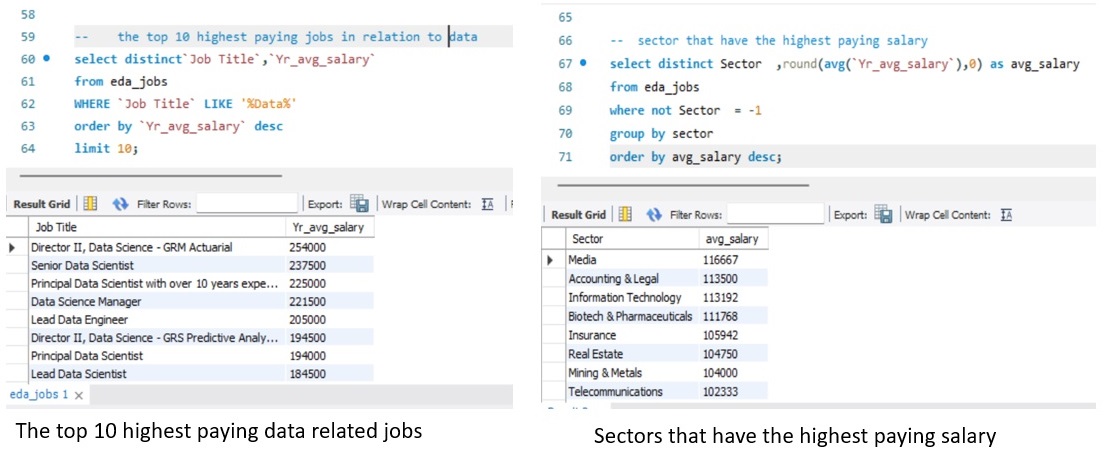 58
59 -- the top 10 highest paying jobs in relation to data
60 select distinct`Job Title`,`Yr_avg_salary`
61 from eda_jobs
62 WHERE `Job Title` LIKE '%Data%'
63 order by `Yr_avg_salary` desc
64 limit 10;
Result Grid Filter Rows: Export: Wrap Cell Content: IA
Job Title Yr_avg_salary
Director II, Data Science - GRM Actuarial 254000
Senior Data Scientist 237500
Principal Data Scientist with over 10 years expe... 225000
Data Science Manager 221500
Lead Data Engineer 205000
Director II, Data Science - GRS Predictive Analy... 194500
Principal Data Scientist 194000
Lead Data Scientist 184500
eda_jobs 1
The top 10 highest paying data related jobs
65
66 -- sector that have the highest paying salary
67 select distinct Sector ,round(avg(`Yr_avg_salary`),0) as avg_salary
68 from eda_jobs
69 where not Sector = -1
70 group by sector
71 order by avg_salary desc;
Result Grid Filter Rows: Export: Wrap Cell Content: IA
Sector avg_salary
Media 116667
Accounting & Legal 113500
Information Technology 113192
Biotech & Pharmaceuticals 111768
Insurance 105942
Real Estate 104750
Mining & Metals 104000
Telecommunications 102333
Sectors that have the highest paying salary